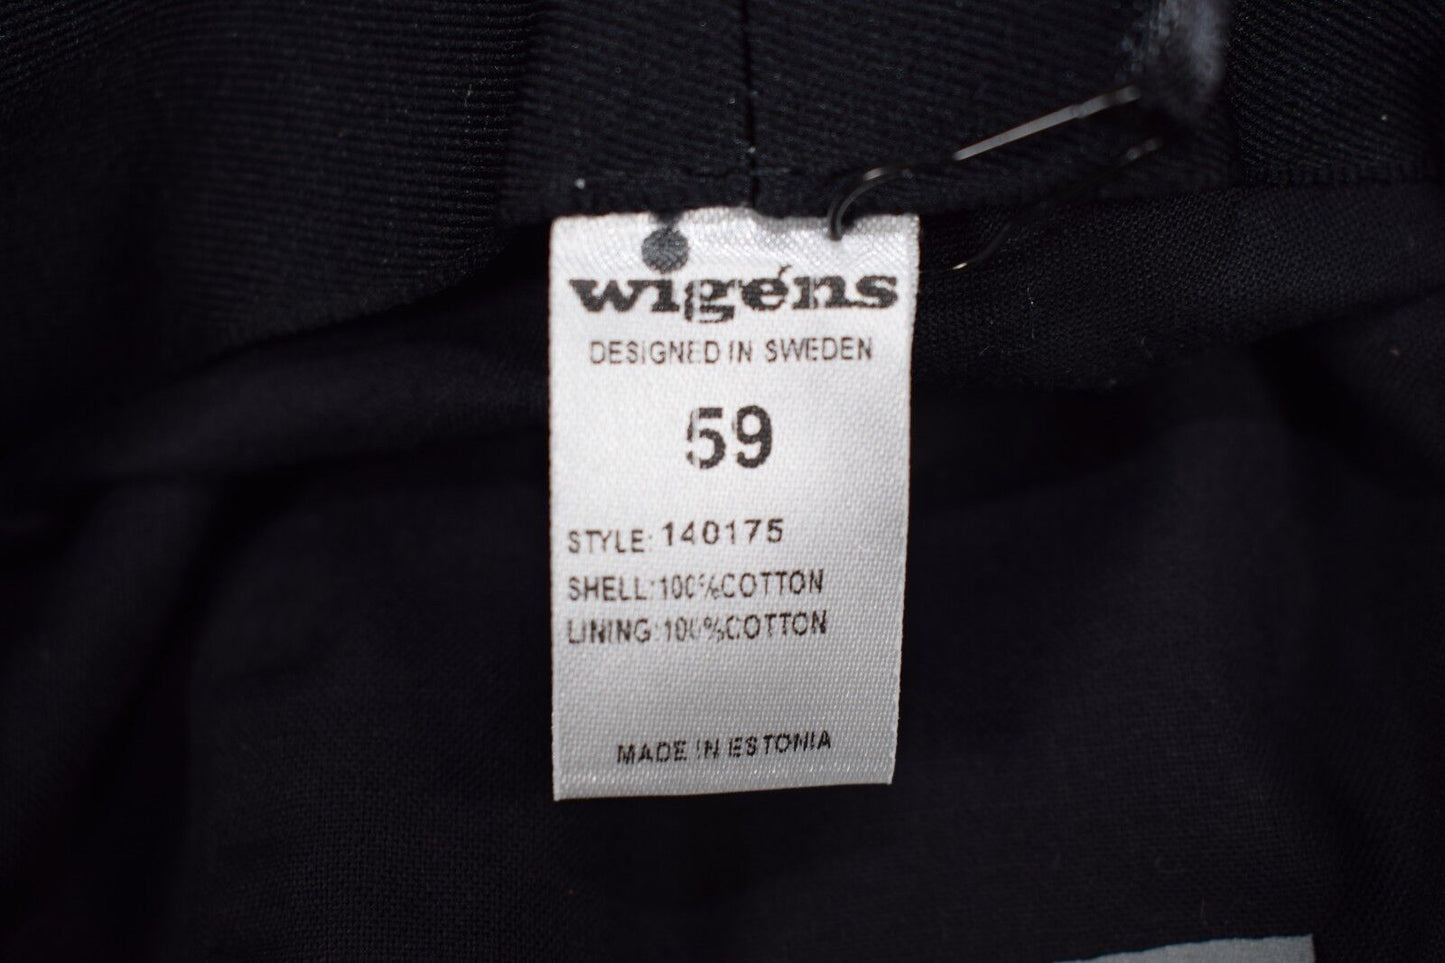 wigéns
DESIGNED IN SWEDEN
59
STYLE: 140175
SHELL:100%COTTON
LINING:100%COTTON
MADE IN ESTONIA